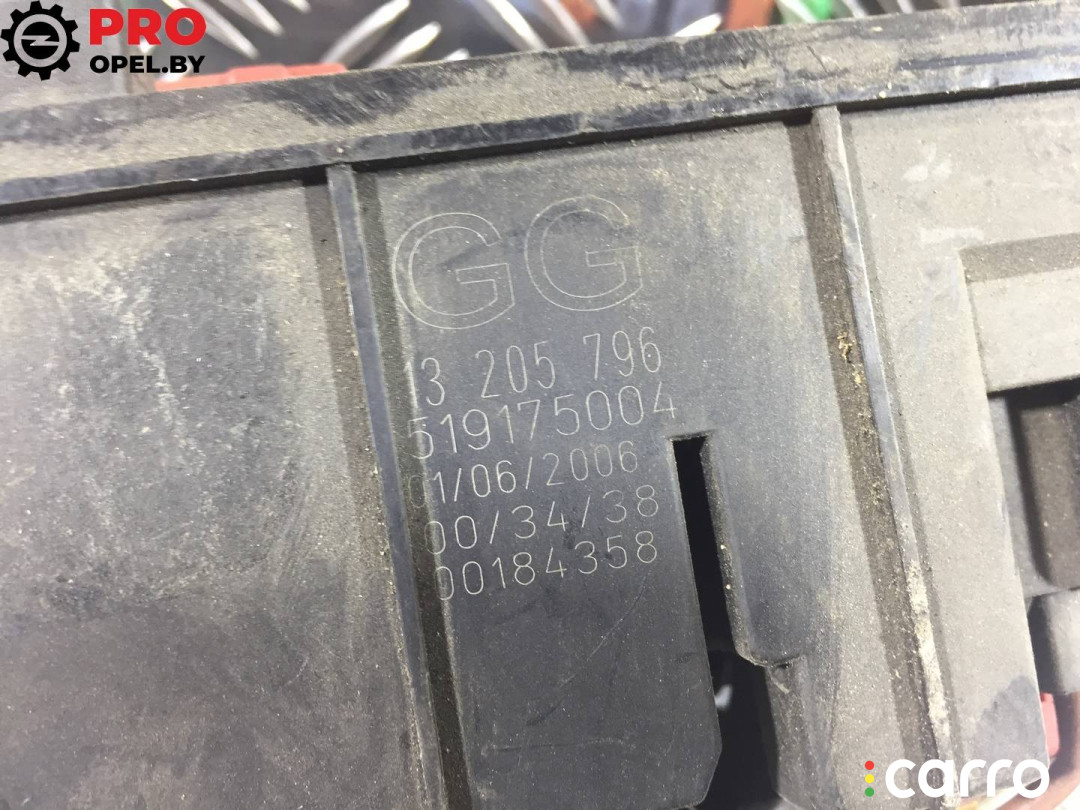 PRO
OPEL.BY
GG
13 205 796
519175004
01/06/2006
00/34/38
00184358
carro